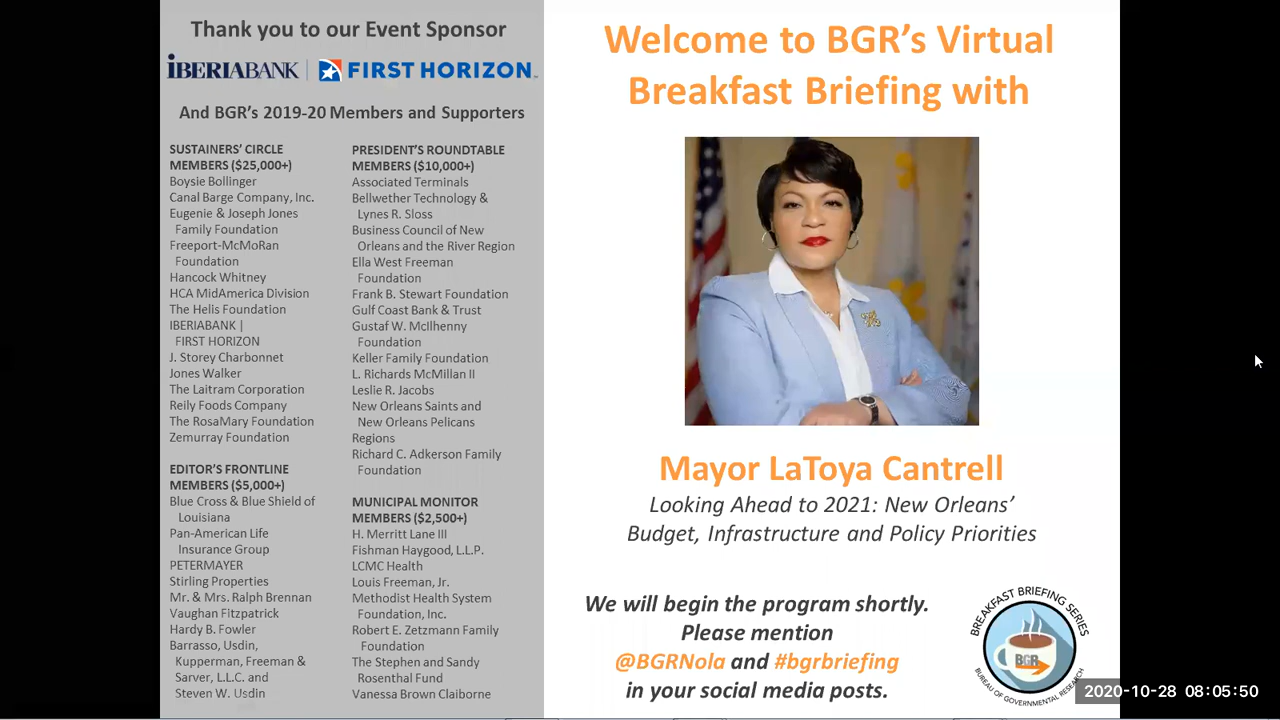 Thank you to our Event Sponsor
IBERIABANK | FIRST HORIZON
And BGR's 2019-20 Members and Supporters
SUSTAINERS' CIRCLE
MEMBERS ($25,000+)
Boysie Bollinger
Canal Barge Company, Inc.
Eugenie & Joseph Jones
Family Foundation
Freeport-McMoRan
Foundation
Hancock Whitney
HCA MidAmerica Division
The Helis Foundation
IBERIABANK |
FIRST HORIZON
J. Storey Charbonnet
Jones Walker
The Laitram Corporation
Reily Foods Company
The RosaMary Foundation
Zemurray Foundation
EDITOR'S FRONTLINE
MEMBERS ($5,000+)
Blue Cross & Blue Shield of
Louisiana
Pan-American Life
Insurance Group
PETERMAYER
Stirling Properties
Mr. & Mrs. Ralph Brennan
Vaughan Fitzpatrick
Hardy B. Fowler
Barrasso, Usdin,
Kupperman, Freeman &
Sarver, L.L.C. and
Steven W. Usdin
PRESIDENT'S ROUNDTABLE
MEMBERS ($10,000+)
Associated Terminals
Bellwether Technology &
Lynes R. Sloss
Business Council of New
Orleans and the River Region
Ella West Freeman
Foundation
Frank B. Stewart Foundation
Gulf Coast Bank & Trust
Gustaf W. McIlhenny
Foundation
Keller Family Foundation
L. Richards McMillan II
Leslie R. Jacobs
New Orleans Saints and
New Orleans Pelicans
Regions
Richard C. Adkerson Family
Foundation
MUNICIPAL MONITOR
MEMBERS ($2,500+)
H. Merritt Lane III
Fishman Haygood, L.L.P.
LCMC Health
Louis Freeman, Jr.
Methodist Health System
Foundation, Inc.
Robert E. Zetzmann Family
Foundation
The Stephen and Sandy
Rosenthal Fund
Vanessa Brown Claiborne
Welcome to BGR's Virtual
Breakfast Briefing with
Mayor LaToya Cantrell
Looking Ahead to 2021: New Orleans'
Budget, Infrastructure and Policy Priorities
We will begin the program shortly.
Please mention
@BGRNola and #bgrbriefing
in your social media posts.
BREAKFAST BRIEFING SERIES
BGR
BUREAU OF GOVERNMENTAL RESEARCH
2020-10-28 08:05:50